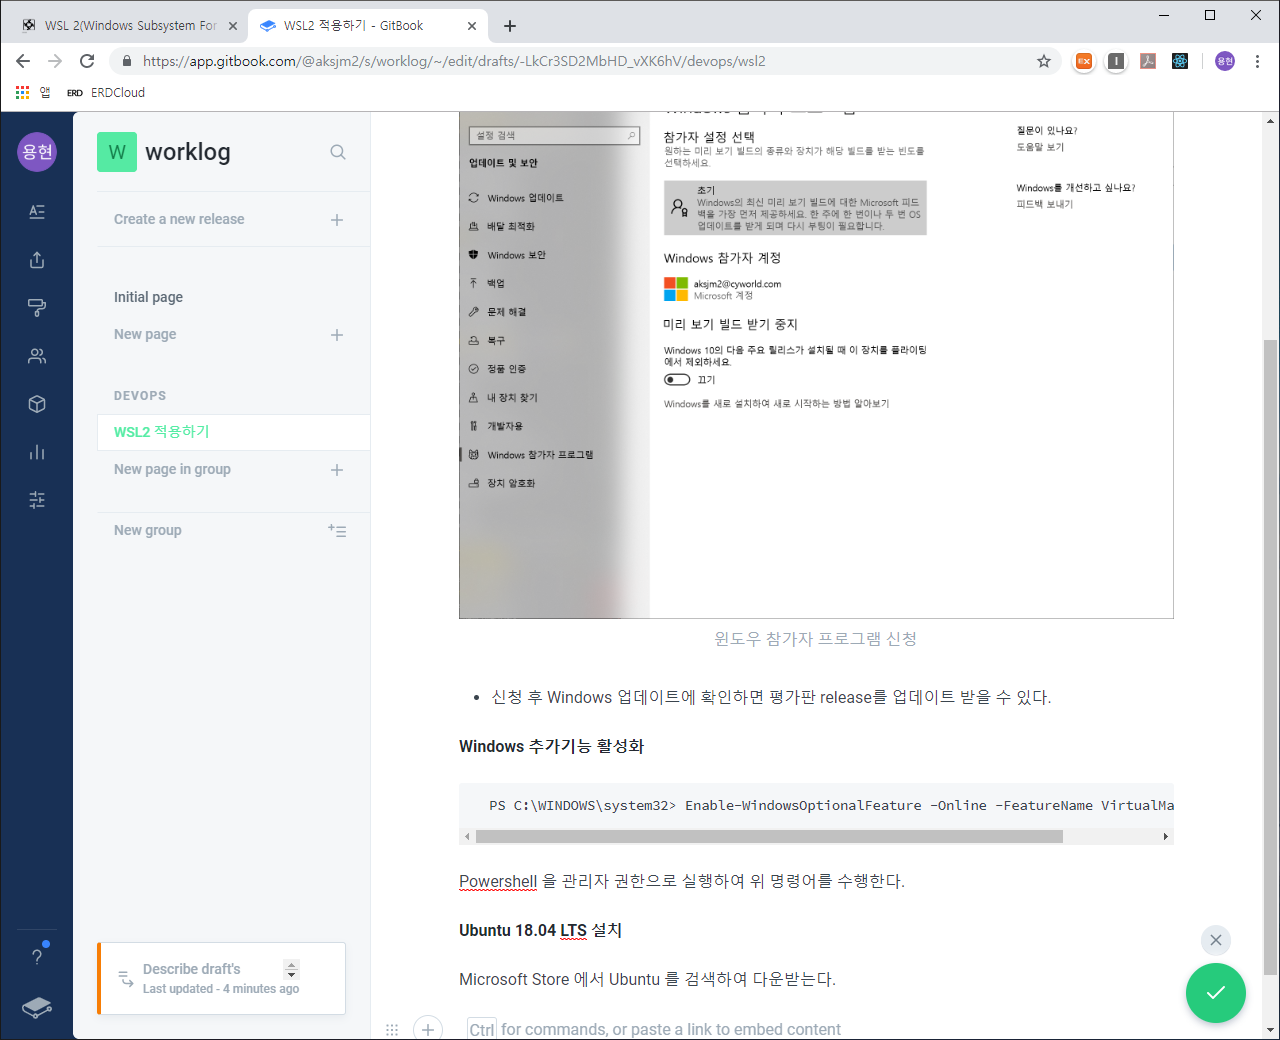 WSL 2(Windows Subsystem For
WSL2 적용하기 - GitBook
https://app.gitbook.com/@aksjm2/s/worklog/~/edit/drafts/-LkCr3SD2MbHD_vXK6hV/devops/wsl2
용현
앱
ERD ERDCloud
용현
W worklog
Create a new release
Initial page
New page
DEVOPS
WSL2 적용하기
New page in group
New group
Describe draft's
Last updated - 4 minutes ago
설정 검색
업데이트 및 보안
Windows 업데이트
배달 최적화
Windows 보안
백업
문제 해결
복구
정품 인증
내 장치 찾기
개발자용
Windows 참가자 프로그램
장치 암호화
참가자 설정 선택
원하는 미리 보기 빌드의 종류와 장치가 해당 빌드를 받는 빈도를
선택하세요.
초기
Windows의 최신 미리 보기 빌드에 대한 Microsoft 피드
백을 가장 먼저 제공하세요. 한 주에 한 번이나 두 번 OS
업데이트를 받게 되며 다시 부팅이 필요합니다.
Windows 참가자 계정
aksjm2@cyworld.com
Microsoft 계정
미리 보기 빌드 받기 중지
Windows 10의 다음 주요 릴리스가 설치될 때 이 장치를 플라이팅
에서 제외하세요.
끄기
Windows를 새로 설치하여 새로 시작하는 방법 알아보기
질문이 있나요?
도움말 보기
Windows를 개선하고 싶나요?
피드백 보내기
윈도우 참가자 프로그램 신청
• 신청 후 Windows 업데이트에 확인하면 평가판 release를 업데이트 받을 수 있다.
Windows 추가기능 활성화
PS C:\WINDOWS\system32> Enable-WindowsOptionalFeature -Online -FeatureName VirtualMa
Powershell 을 관리자 권한으로 실행하여 위 명령어를 수행한다.
Ubuntu 18.04 LTS 설치
Microsoft Store 에서 Ubuntu 를 검색하여 다운받는다.
Ctrl for commands, or paste a link to embed content